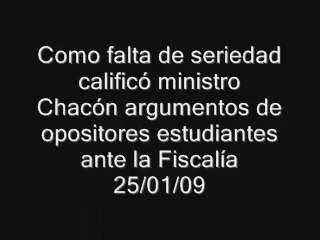 Como falta de seriedad
calificó ministro
Chacón argumentos de
opositores estudiantes
ante la Fiscalía
25/01/09